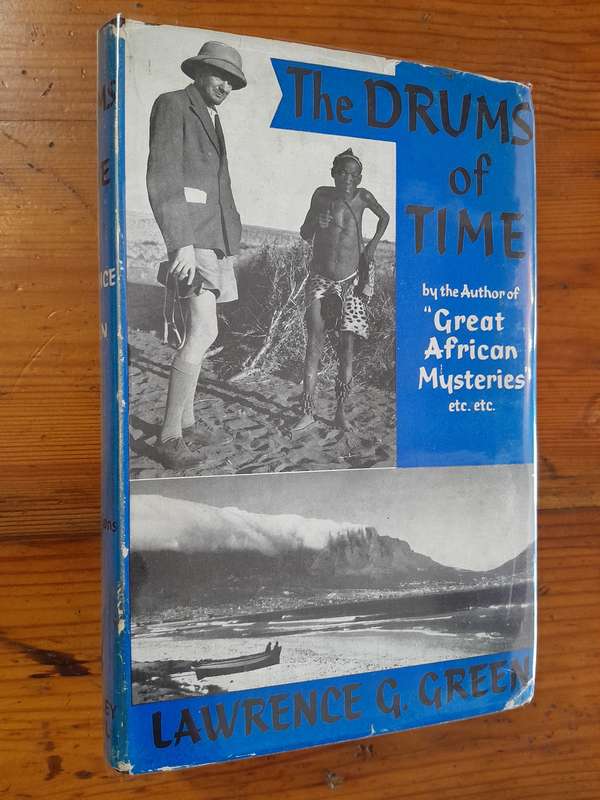 The DRUMS
of
TIME
by the Author of
"Great
African
Mysteries"
etc. etc.
LAWRENCE G. GREEN